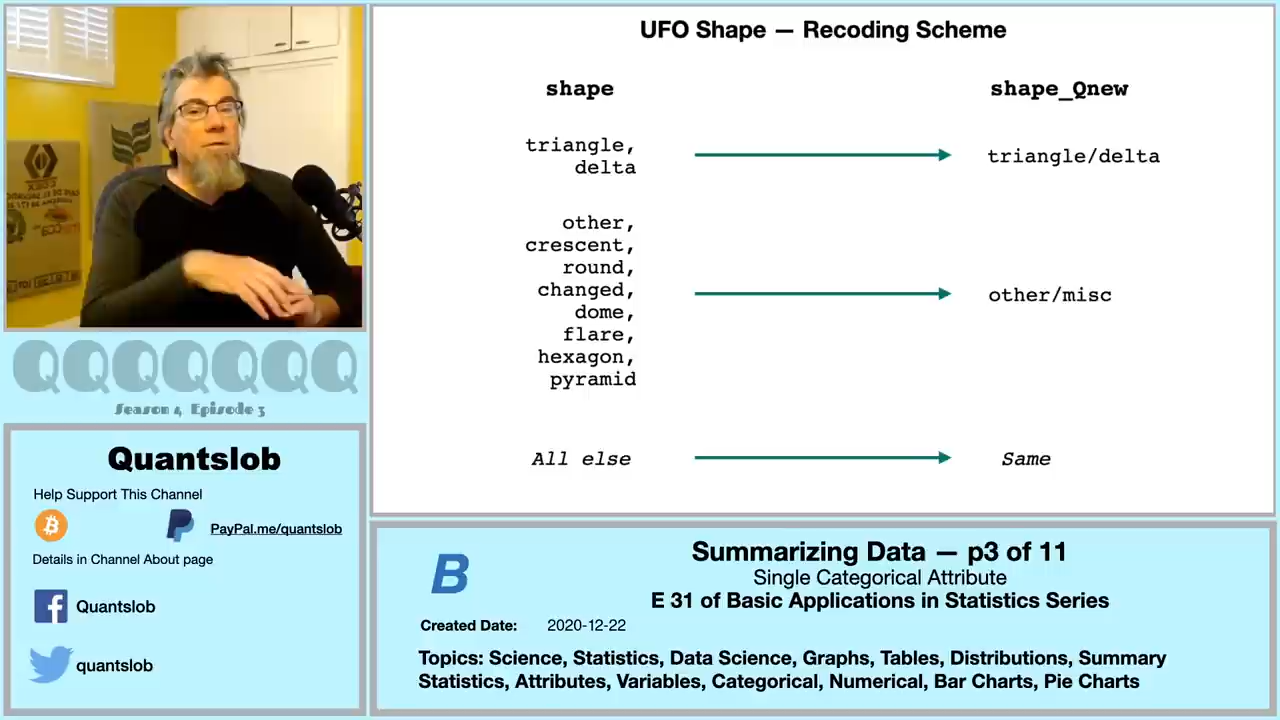 UFO Shape — Recoding Scheme
shape
shape_Qnew
triangle,
delta
triangle/delta
other,
crescent,
round,
changed,
dome,
flare,
hexagon,
pyramid
other/misc
All else
Same
QQQQQQQ
Season 4 Episode 3
Quantslob
Help Support This Channel
PayPal.me/quantslob
Details in Channel About page
Quantslob
quantslob
B
Summarizing Data — p3 of 11
Single Categorical Attribute
E 31 of Basic Applications in Statistics Series
Created Date: 2020-12-22
Topics: Science, Statistics, Data Science, Graphs, Tables, Distributions, Summary
Statistics, Attributes, Variables, Categorical, Numerical, Bar Charts, Pie Charts